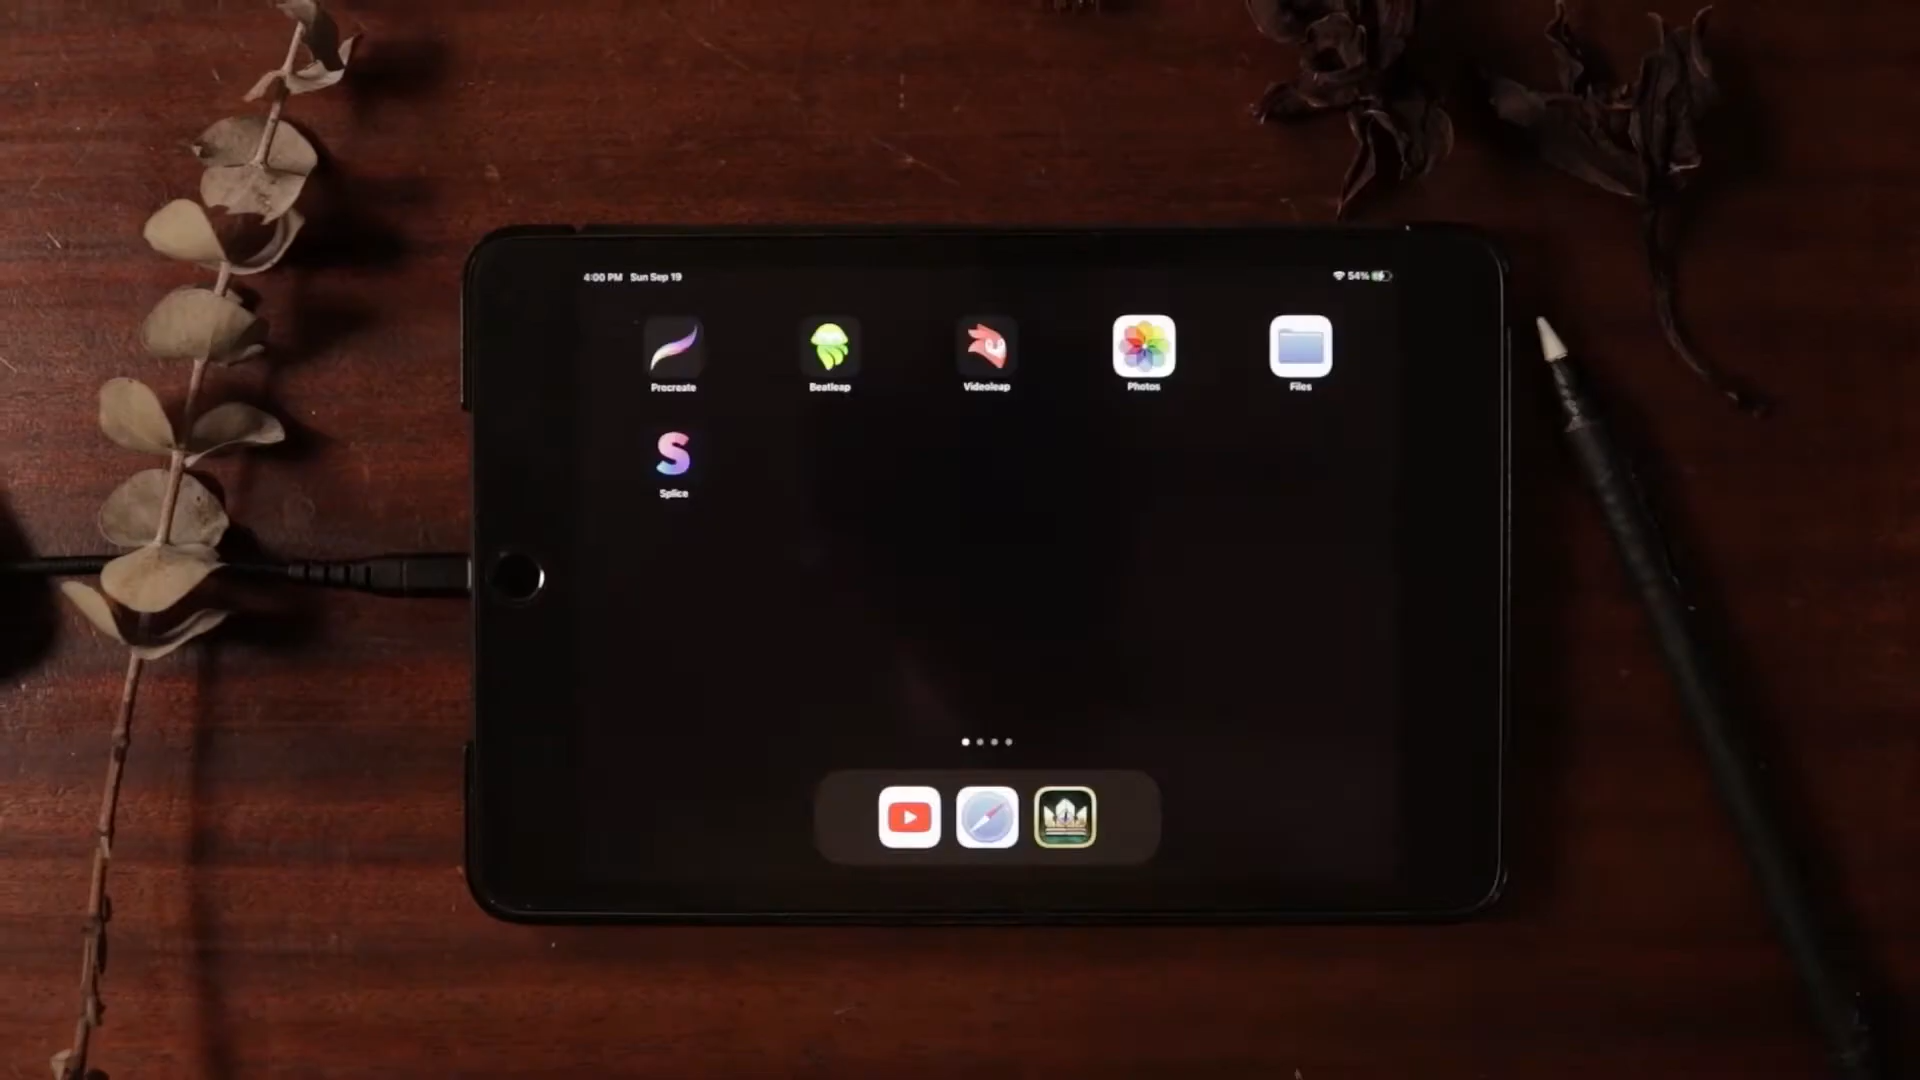 4:00 PM Sun Sep 19
54%
Procreate
Beatleap
Videoleap
Photos
Files
S
Splice